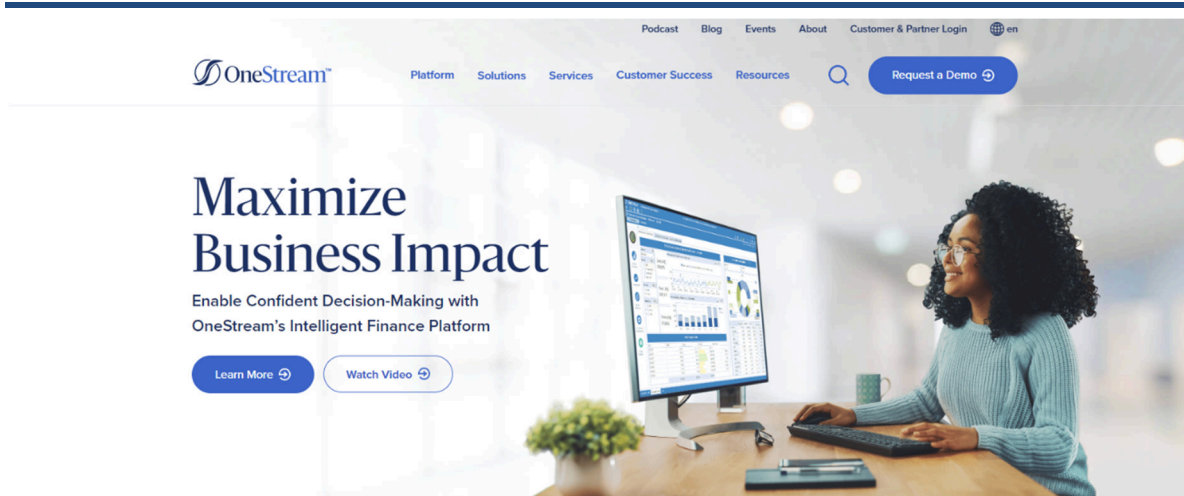 Podcast Blog Events About Customer & Partner Login en
OneStream™
Platform Solutions Services Customer Success Resources
Request a Demo
Maximize
Business Impact
Enable Confident Decision-Making with
OneStream's Intelligent Finance Platform
Learn More
Watch Video